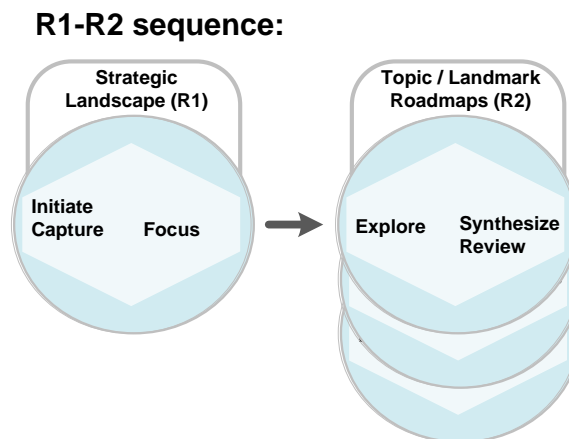 R1-R2 sequence:
Strategic
Landscape (R1)
Initiate
Capture
Focus
Topic / Landmark
Roadmaps (R2)
Explore
Synthesize
Review